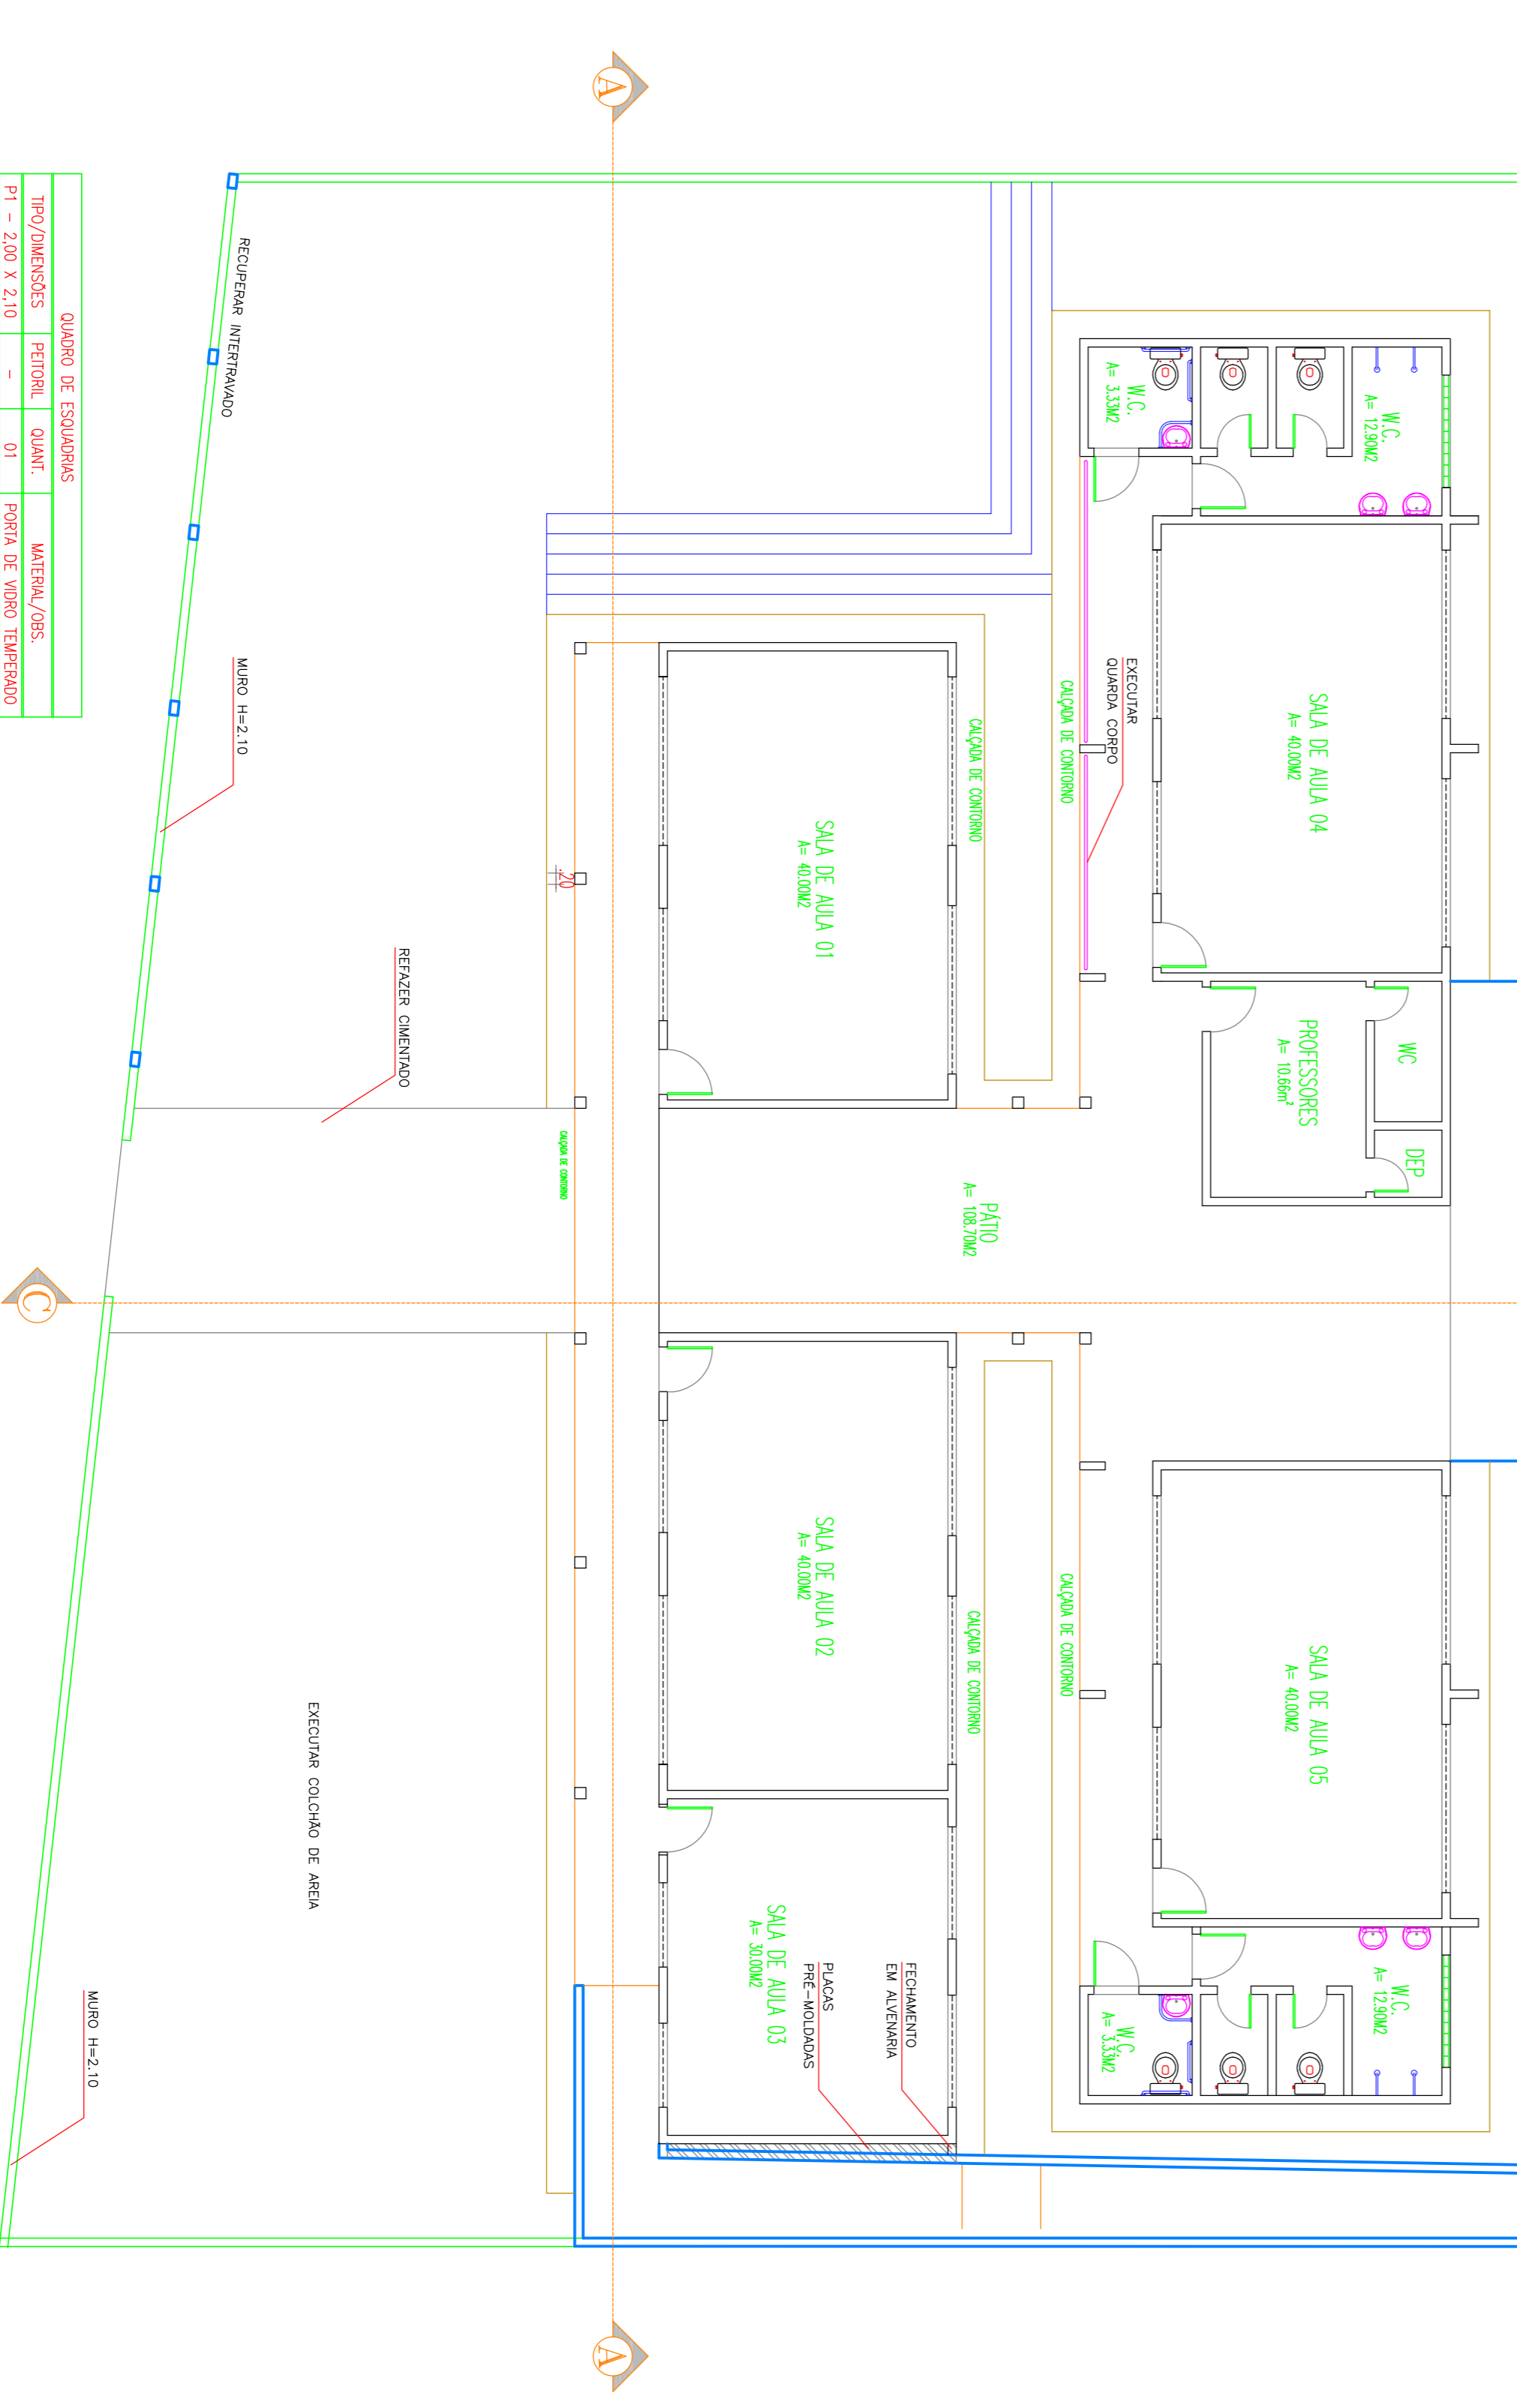 W.C.
A= 12.90M2
W.C.
A= 3.33M2
SALA DE AULA 04
A= 40.00M2
EXECUTAR
QUARDA CORPO
CALÇADA DE CONTORNO
CALÇADA DE CONTORNO
WC
DEP
PROFESSORES
A= 10.66m²
PÁTIO
A= 108.70M2
SALA DE AULA 05
A= 40.00M2
CALÇADA DE CONTORNO
CALÇADA DE CONTORNO
W.C.
A= 12.90M2
W.C.
A= 3.33M2
SALA DE AULA 01
A= 40.00M2
SALA DE AULA 02
A= 40.00M2
SALA DE AULA 03
A= 30.00M2
FECHAMENTO
EM ALVENARIA
PLACAS
PRÉ-MOLDADAS
A
A
.20
CALÇADA DE CONTORNO
REFAZER CIMENTADO
EXECUTAR COLCHÃO DE AREIA
RECUPERAR INTERTRAVADO
MURO H=2.10
MURO H=2.10
C
QUADRO DE ESQUADRIAS
TIPO/DIMENSÕES PEITORIL QUANT. MATERIAL/OBS.
P1 - 2,00 X 2,10 - 01 PORTA DE VIDRO TEMPERADO